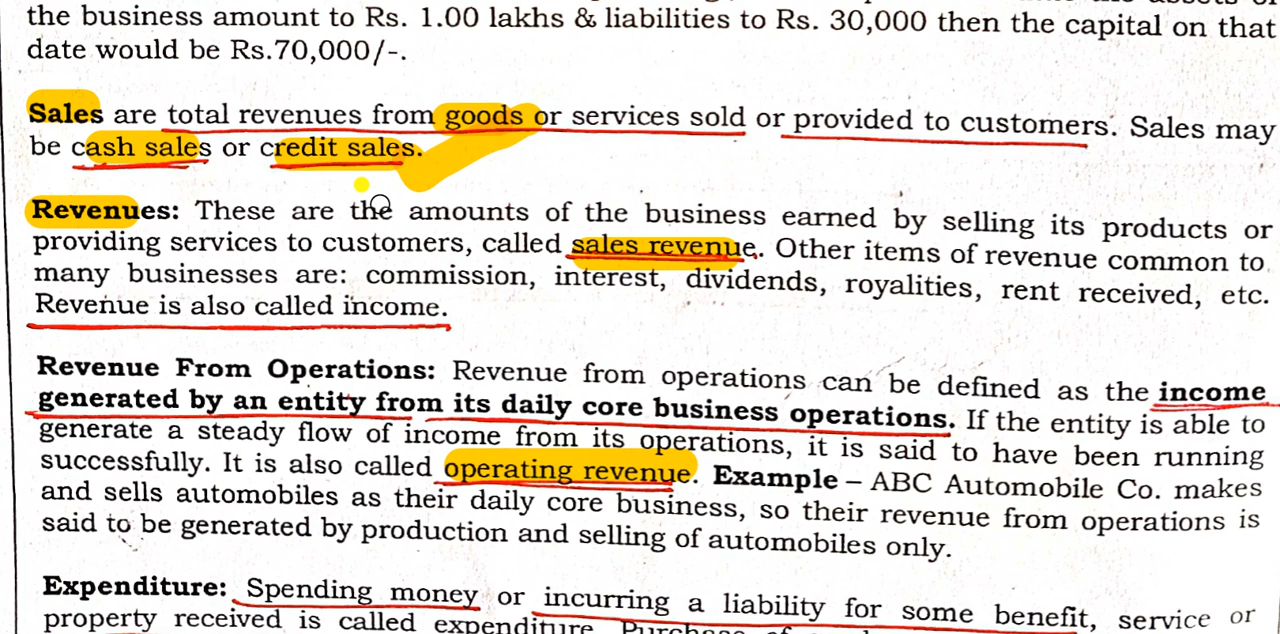 the business amount to Rs. 1.00 lakhs & liabilities to Rs. 30,000 then the capital on that
date would be Rs.70,000/-.
Sales are total revenues from goods or services sold or provided to customers. Sales may
be cash sales or credit sales.
Revenues: These are the amounts of the business earned by selling its products or
providing services to customers, called sales revenue. Other items of revenue common to
many businesses are: commission, interest, dividends, royalities, rent received, etc.
Revenue is also called income.
Revenue From Operations: Revenue from operations can be defined as the income
generated by an entity from its daily core business operations. If the entity is able to
generate a steady flow of income from its operations, it is said to have been running
successfully. It is also called operating revenue. Example – ABC Automobile Co. makes
and sells automobiles as their daily core business, so their revenue from operations is
said to be generated by production and selling of automobiles only.
Expenditure: Spending money or incurring a liability for some benefit, service or
property received is called expenditure. Purchase of